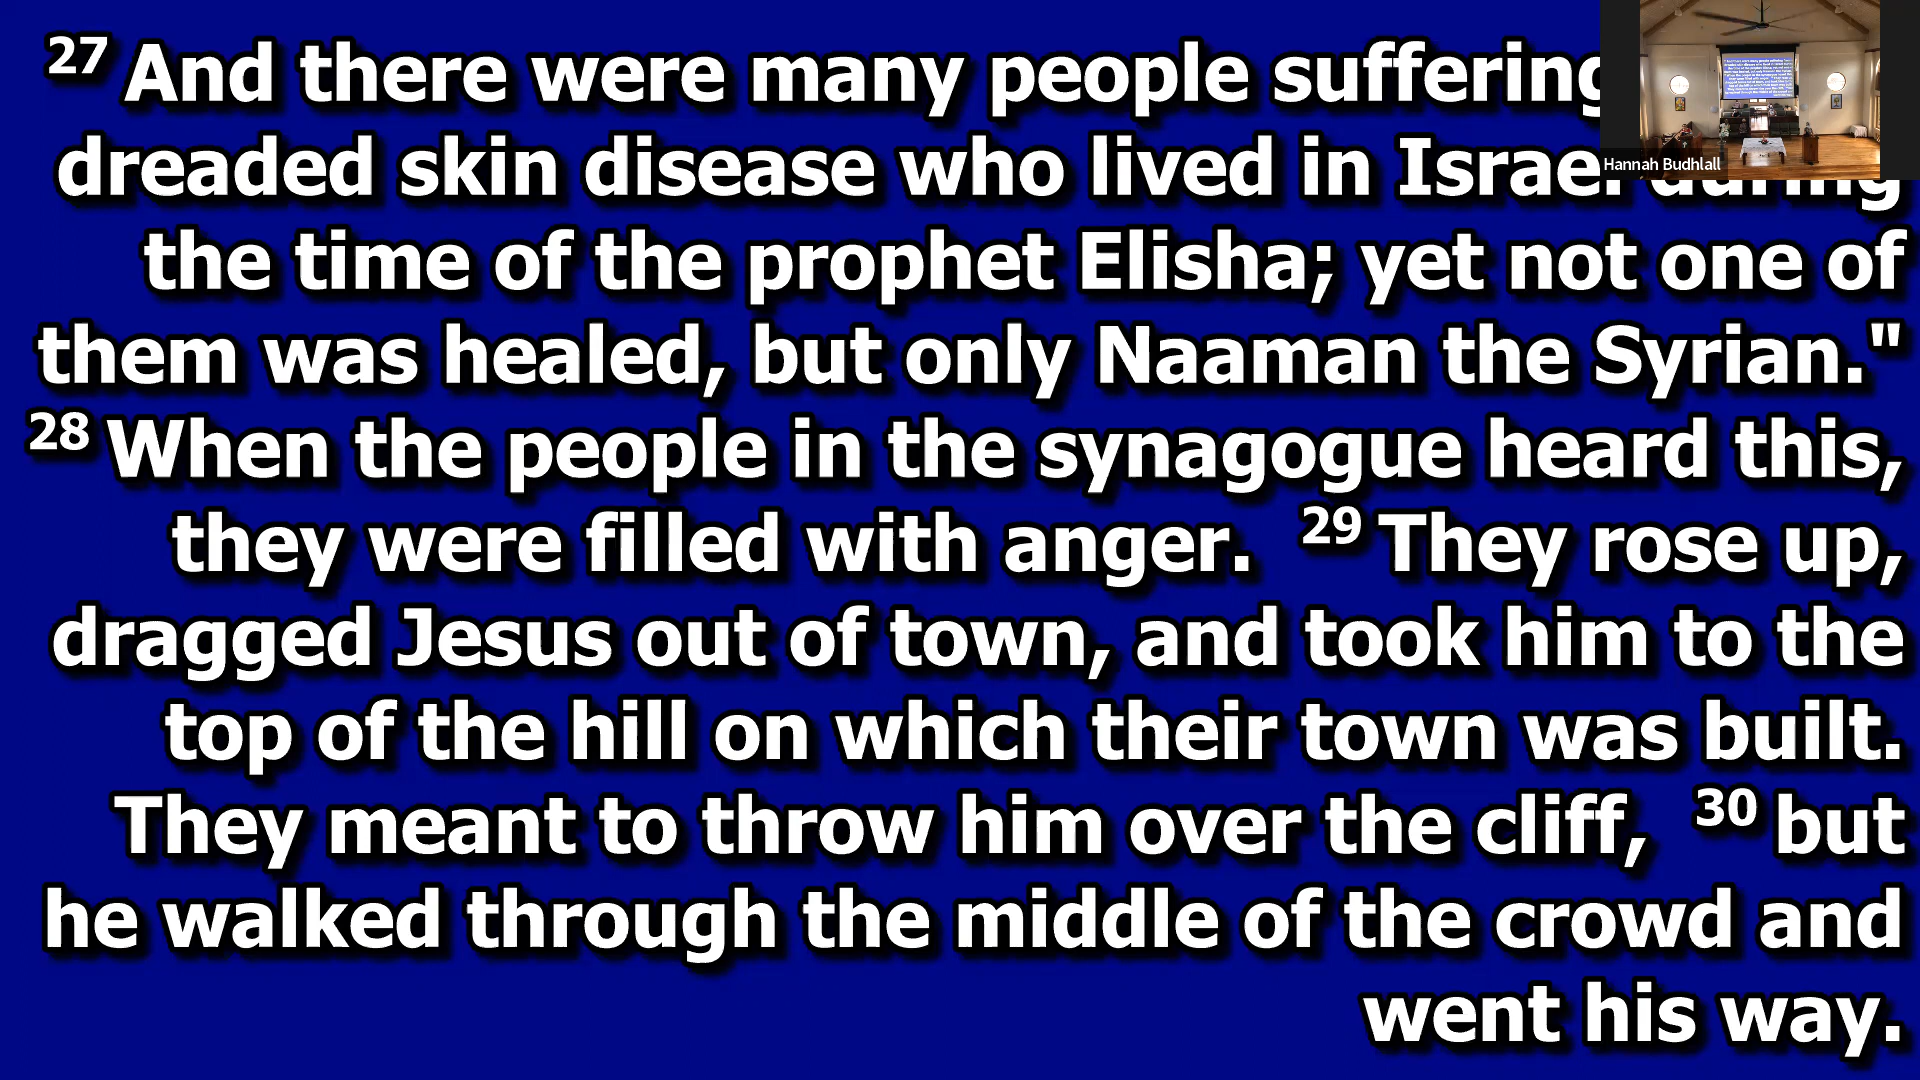 27 And there were many people suffering
dreaded skin disease who lived in Israel during
the time of the prophet Elisha; yet not one of
them was healed, but only Naaman the Syrian."
28 When the people in the synagogue heard this,
they were filled with anger. 29 They rose up,
dragged Jesus out of town, and took him to the
top of the hill on which their town was built.
They meant to throw him over the cliff, 30 but
he walked through the middle of the crowd and
went his way.
Hannah Budhlall